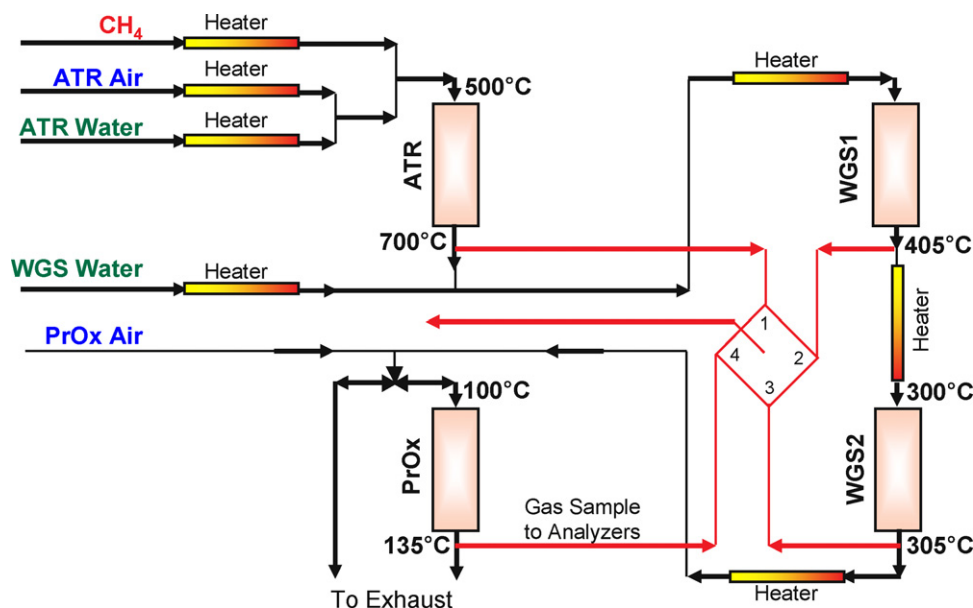 CH₄
Heater
ATR Air
Heater
ATR Water
Heater
500°C
ATR
700°C
Heater
WGS1
405°C
WGS Water
Heater
PrOx Air
1
2
3
4
Heater
300°C
WGS2
305°C
100°C
PrOx
135°C
Gas Sample
to Analyzers
Heater
To Exhaust